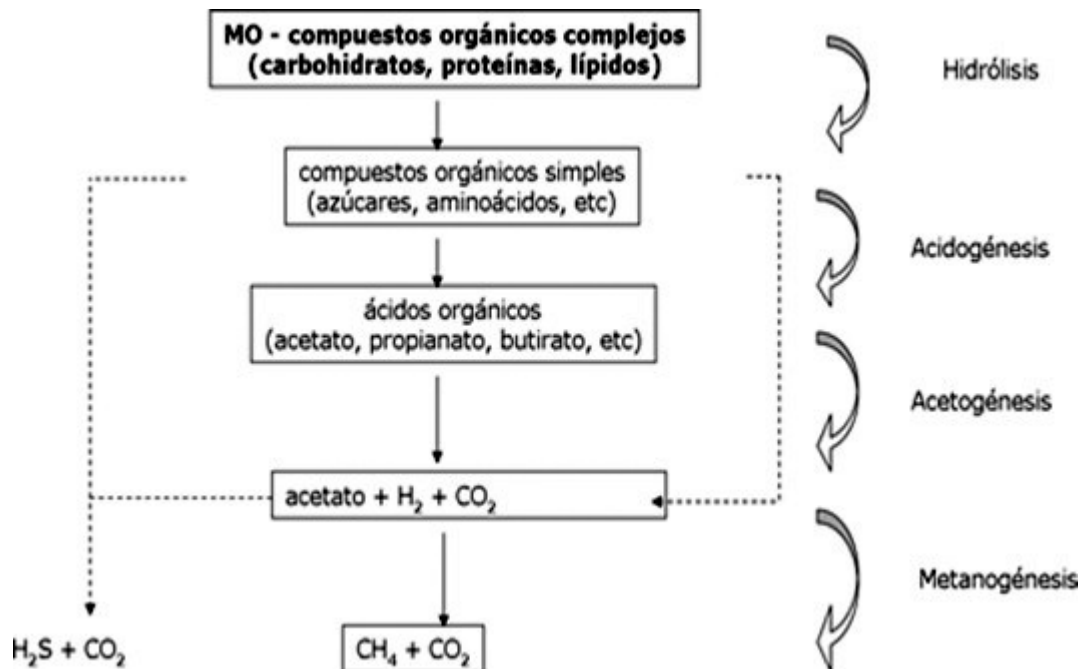 MO - compuestos orgánicos complejos
(carbohidratos, proteínas, lípidos)
Hidrólisis
compuestos orgánicos simples
(azúcares, aminoácidos, etc)
Acidogénesis
ácidos orgánicos
(acetato, propianato, butirato, etc)
Acetogénesis
acetato + H₂ + CO₂
Metanogénesis
H₂S + CO₂
CH₄ + CO₂